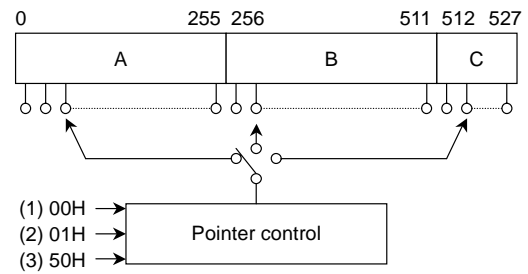 0 255 256 511 512 527
A B C
(1) 00H
(2) 01H
(3) 50H
Pointer control